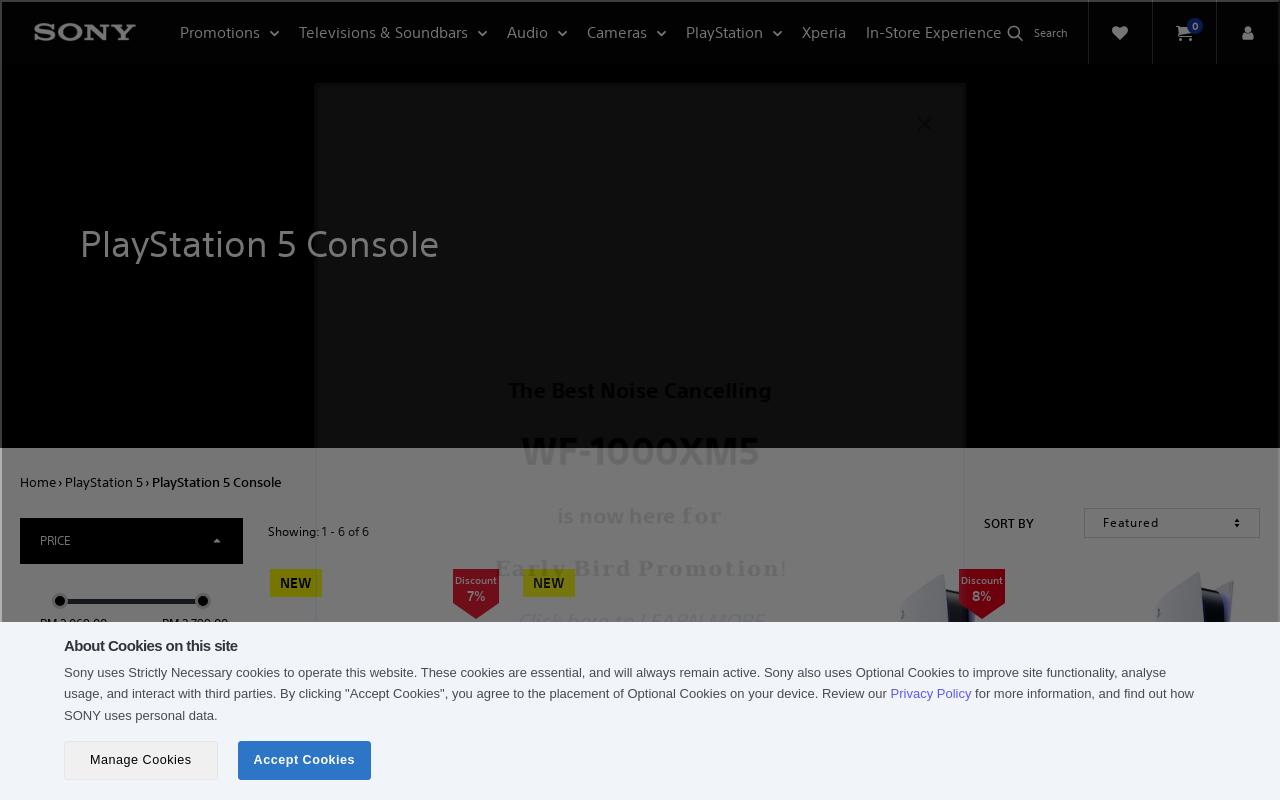 SONY
Promotions
Televisions & Soundbars
Audio
Cameras
PlayStation
Xperia
In-Store Experience
Search
0
PlayStation 5 Console
The Best Noise Cancelling
WF-1000XM5
is now here for
Early Bird Promotion!
Click here to LEARN MORE
Home › PlayStation 5 › PlayStation 5 Console
PRICE
Showing: 1 - 6 of 6
SORT BY
Featured
NEW
Discount
7%
NEW
Discount
8%
About Cookies on this site
Sony uses Strictly Necessary cookies to operate this website. These cookies are essential, and will always remain active. Sony also uses Optional Cookies to improve site functionality, analyse
usage, and interact with third parties. By clicking "Accept Cookies", you agree to the placement of Optional Cookies on your device. Review our Privacy Policy for more information, and find out how
SONY uses personal data.
Manage Cookies
Accept Cookies